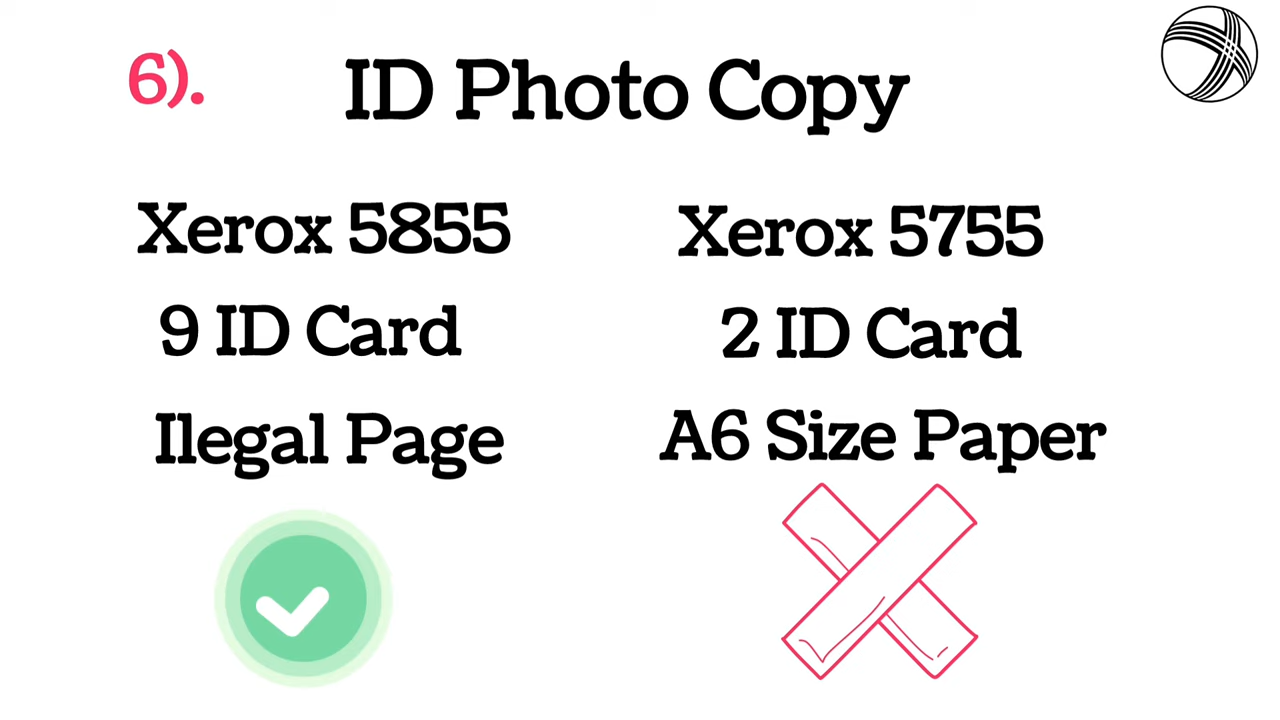 6). ID Photo Copy
Xerox 5855 Xerox 5755
9 ID Card 2 ID Card
Ilegal Page A6 Size Paper